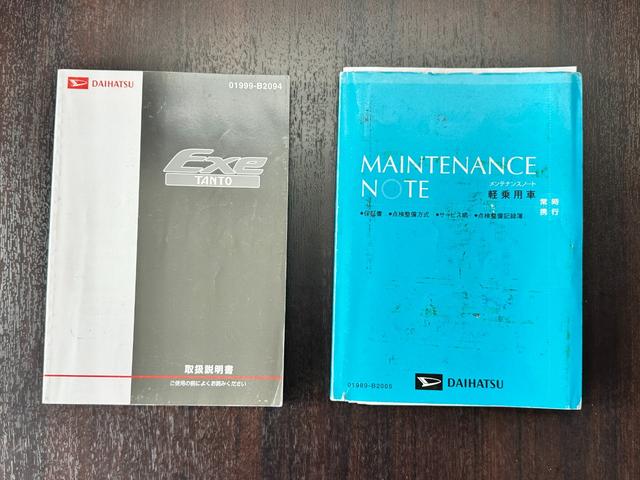 DAIHATSU
01999-B2094
Exe
TANTO
取扱説明書
ご使用の前によくお読みください
MAINTENANCE
NOTE
メンテナンスノート
軽乗用車
常時
携行
●保証書 ●点検整備方式 ●サービス網 ●点検整備記録簿
01989-B2005
DAIHATSU